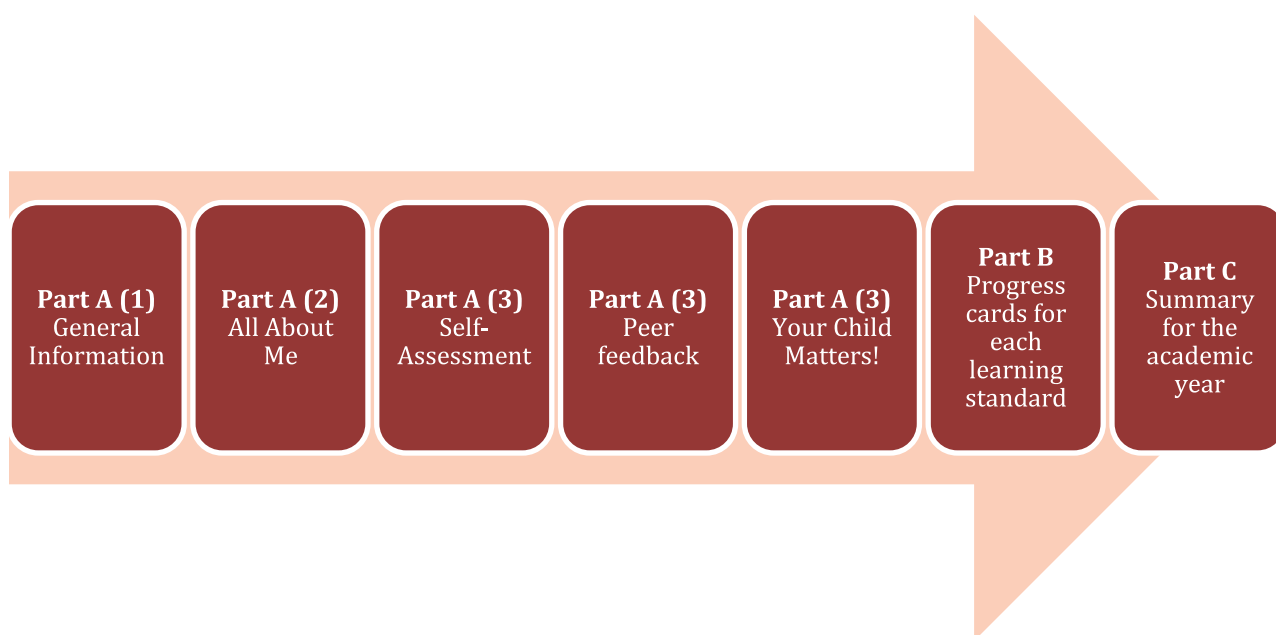 Part A (1)
General
Information
Part A (2)
All About
Me
Part A (3)
Self-
Assessment
Part A (3)
Peer
feedback
Part A (3)
Your Child
Matters!
Part B
Progress
cards for
each
learning
standard
Part C
Summary
for the
academic
year